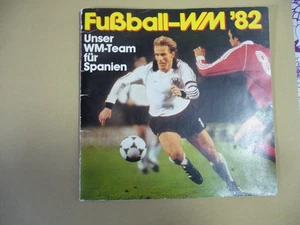 Fußball-WM '82
Unser
WM-Team
für
Spanien